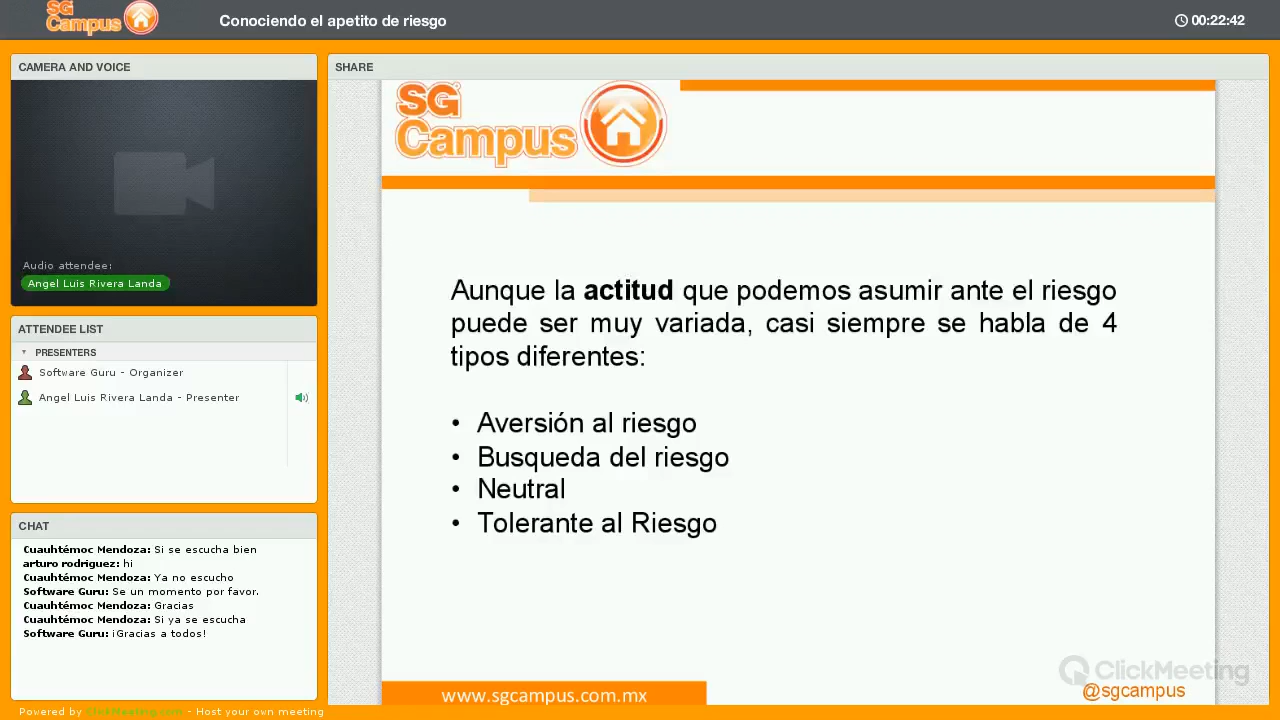 SG
Campus
Conociendo el apetito de riesgo
00:22:42
CAMERA AND VOICE
Audio attendee:
Angel Luis Rivera Landa
ATTENDEE LIST
PRESENTERS
Software Guru - Organizer
Angel Luis Rivera Landa - Presenter
CHAT
Cuauhtémoc Mendoza: Si se escucha bien
arturo rodriguez: hi
Cuauhtémoc Mendoza: Ya no escucho
Software Guru: Se un momento por favor.
Cuauhtémoc Mendoza: Gracias
Cuauhtémoc Mendoza: Si ya se escucha
Software Guru: ¡Gracias a todos!
Powered by ClickMeeting.com - Host your own meeting
SHARE
SG
Campus
Aunque la actitud que podemos asumir ante el riesgo
puede ser muy variada, casi siempre se habla de 4
tipos diferentes:
• Aversión al riesgo
• Busqueda del riesgo
• Neutral
• Tolerante al Riesgo
www.sgcampus.com.mx
ClickMeeting
@sgcampus